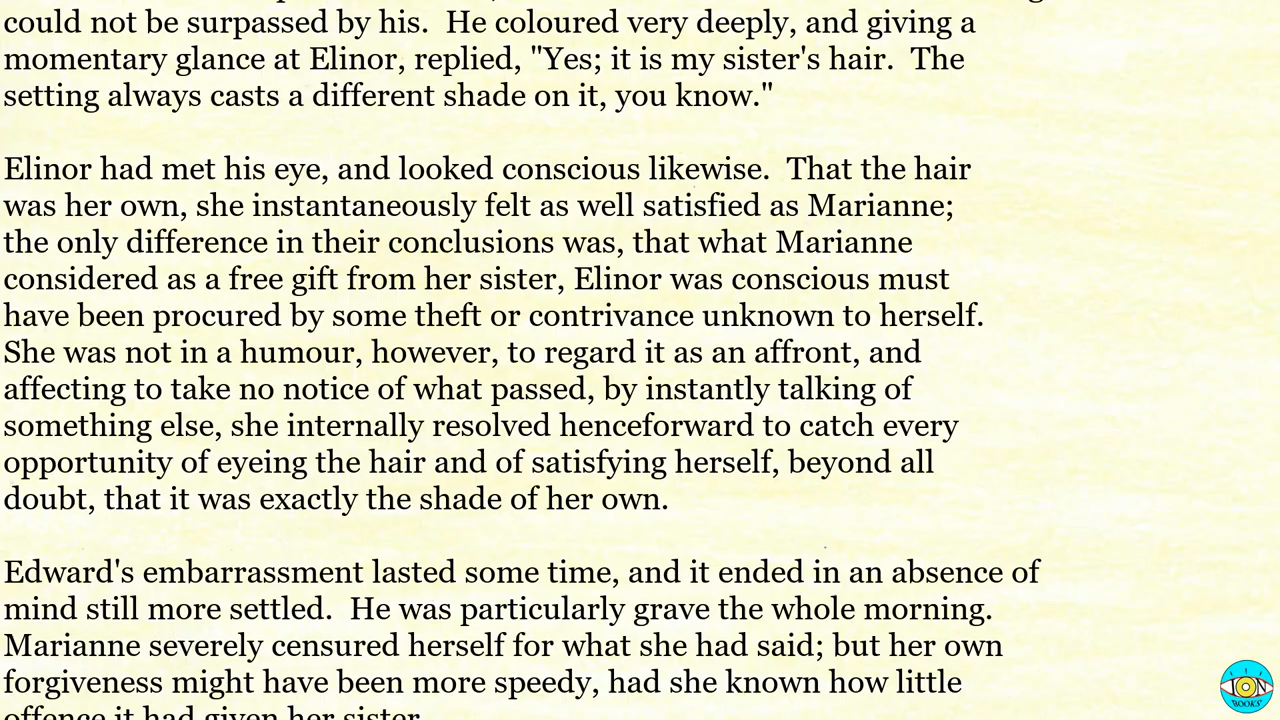 could not be surpassed by his.  He coloured very deeply, and giving a
momentary glance at Elinor, replied, "Yes; it is my sister's hair.  The
setting always casts a different shade on it, you know."
Elinor had met his eye, and looked conscious likewise.  That the hair
was her own, she instantaneously felt as well satisfied as Marianne;
the only difference in their conclusions was, that what Marianne
considered as a free gift from her sister, Elinor was conscious must
have been procured by some theft or contrivance unknown to herself.
She was not in a humour, however, to regard it as an affront, and
affecting to take no notice of what passed, by instantly talking of
something else, she internally resolved henceforward to catch every
opportunity of eyeing the hair and of satisfying herself, beyond all
doubt, that it was exactly the shade of her own.
Edward's embarrassment lasted some time, and it ended in an absence of
mind still more settled.  He was particularly grave the whole morning.
Marianne severely censured herself for what she had said; but her own
forgiveness might have been more speedy, had she known how little
offence it had given her sister.
ION
BOOKS